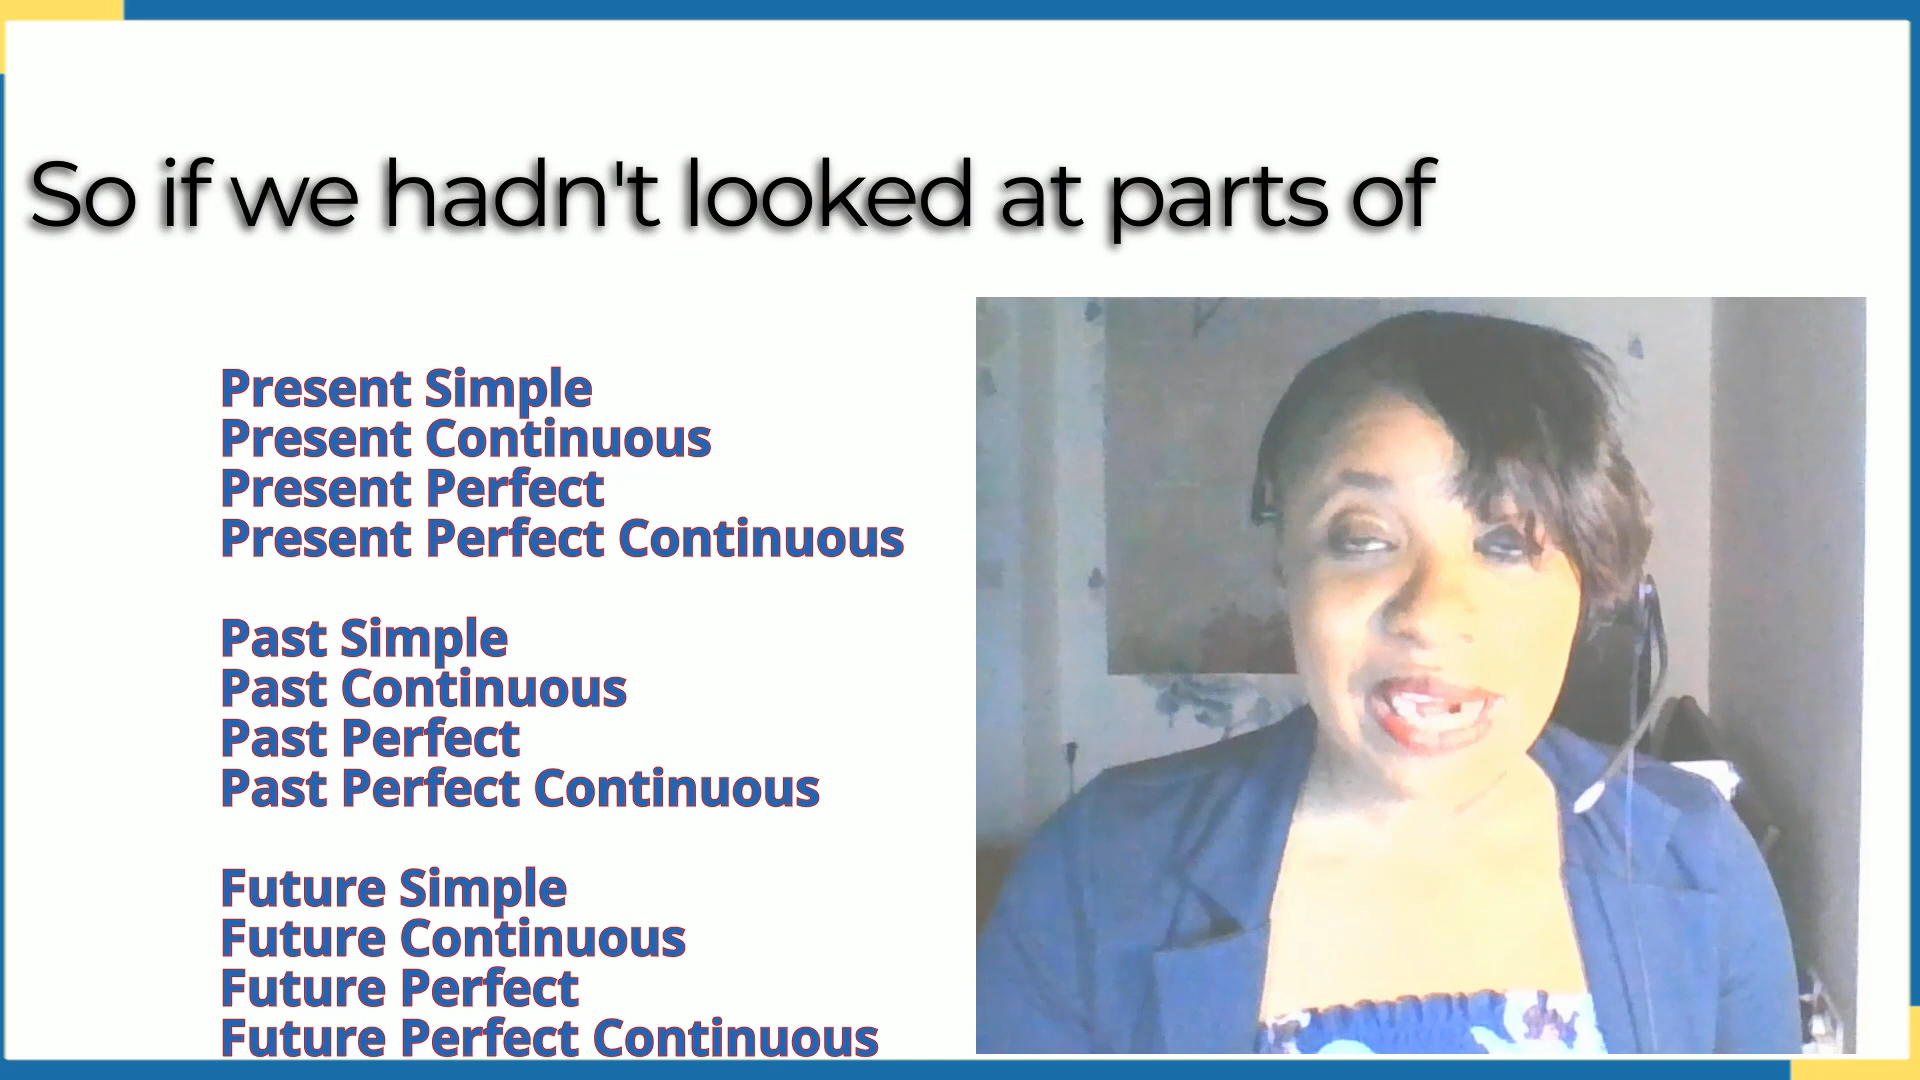 So if we hadn't looked at parts of
Present Simple
Present Continuous
Present Perfect
Present Perfect Continuous
Past Simple
Past Continuous
Past Perfect
Past Perfect Continuous
Future Simple
Future Continuous
Future Perfect
Future Perfect Continuous